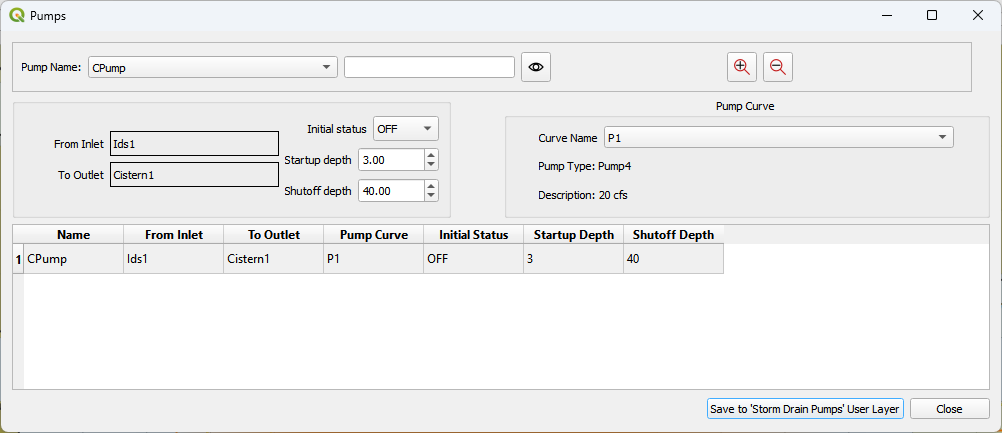 Pumps
Pump Name: CPump
Pump Curve
From Inlet Ids1
To Outlet Cistern1
Initial status OFF
Startup depth 3.00
Shutoff depth 40.00
Curve Name P1
Pump Type: Pump4
Description: 20 cfs
Name From Inlet To Outlet Pump Curve Initial Status Startup Depth Shutoff Depth
1 CPump Ids1 Cistern1 P1 OFF 3 40
Save to 'Storm Drain Pumps' User Layer Close